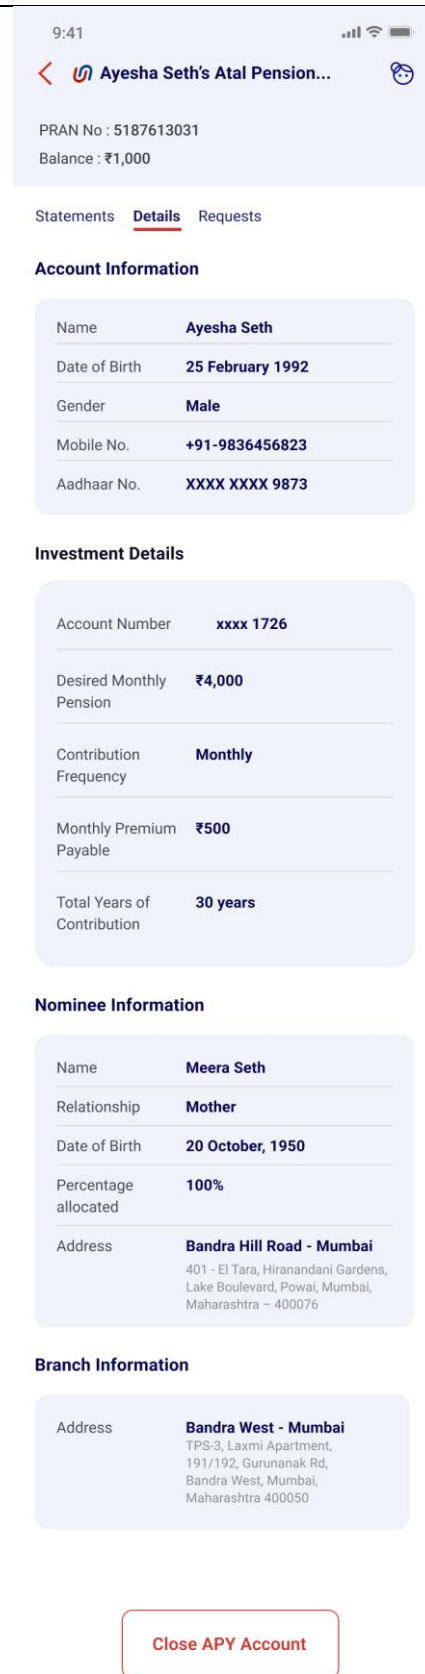 9:41
Ayesha Seth's Atal Pension...
PRAN No : 5187613031
Balance : ₹1,000
Statements Details Requests
Account Information
Name Ayesha Seth
Date of Birth 25 February 1992
Gender Male
Mobile No. +91-9836456823
Aadhaar No. XXXX XXXX 9873
Investment Details
Account Number xxxx 1726
Desired Monthly ₹4,000
Pension
Contribution Monthly
Frequency
Monthly Premium ₹500
Payable
Total Years of 30 years
Contribution
Nominee Information
Name Meera Seth
Relationship Mother
Date of Birth 20 October, 1950
Percentage 100%
allocated
Address Bandra Hill Road - Mumbai
401 - El Tara, Hiranandani Gardens,
Lake Boulevard, Powai, Mumbai,
Maharashtra – 400076
Branch Information
Address Bandra West - Mumbai
TPS-3, Laxmi Apartment,
191/192, Gurunanak Rd,
Bandra West, Mumbai,
Maharashtra 400050
Close APY Account